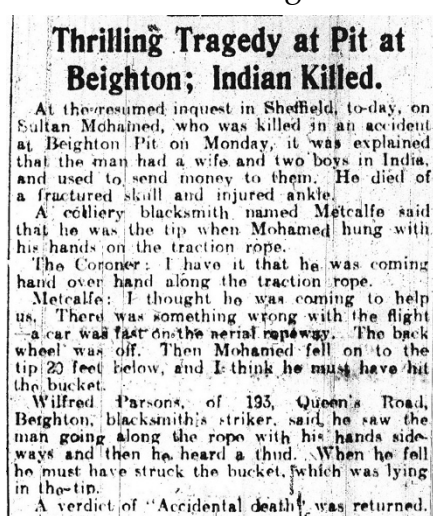 Thrilling Tragedy at Pit at
Beighton; Indian Killed.
At the resumed inquest in Sheffield, to-day, on
Sultan Mohamed, who was killed in an accident
at Beighton Pit on Monday, it was explained
that the man had a wife and two boys in India,
and used to send money to them. He died of
a fractured skull and injured ankle.
A colliery blacksmith named Metcalfe said
that he was the tip when Mohamed hung with
his hands on the traction rope.
The Coroner: I have it that he was coming
hand over hand along the traction rope.
Metcalfe: I thought he was coming to help
us. There was something wrong with the flight
—a car was fast on the aerial ropeway. The back
wheel was off. Then Mohamed fell on to the
tip 20 feet below, and I think he must have hit
the bucket.
Wilfred Parsons, of 193, Queen's Road,
Beighton, blacksmith's striker, said he saw the
man going along the rope with his hands side-
ways and then he heard a thud. When he fell
he must have struck the bucket, which was lying
in the tip.
A verdict of "Accidental death" was returned.